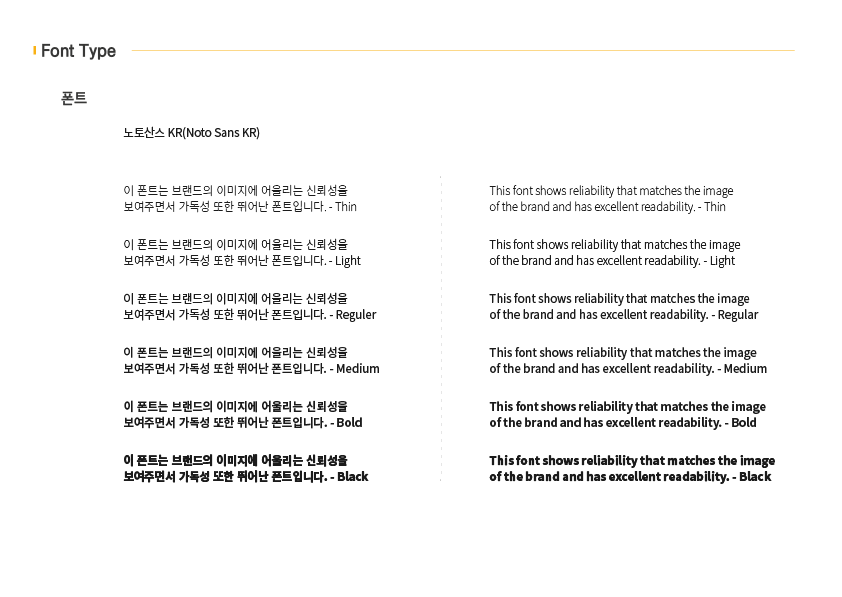 Font Type
폰트
노토산스 KR(Noto Sans KR)
이 폰트는 브랜드의 이미지에 어울리는 신뢰성을
보여주면서 가독성 또한 뛰어난 폰트입니다. - Thin
이 폰트는 브랜드의 이미지에 어울리는 신뢰성을
보여주면서 가독성 또한 뛰어난 폰트입니다. - Light
이 폰트는 브랜드의 이미지에 어울리는 신뢰성을
보여주면서 가독성 또한 뛰어난 폰트입니다. - Reguler
이 폰트는 브랜드의 이미지에 어울리는 신뢰성을
보여주면서 가독성 또한 뛰어난 폰트입니다. - Medium
이 폰트는 브랜드의 이미지에 어울리는 신뢰성을
보여주면서 가독성 또한 뛰어난 폰트입니다. - Bold
이 폰트는 브랜드의 이미지에 어울리는 신뢰성을
보여주면서 가독성 또한 뛰어난 폰트입니다. - Black
This font shows reliability that matches the image
of the brand and has excellent readability. - Thin
This font shows reliability that matches the image
of the brand and has excellent readability. - Light
This font shows reliability that matches the image
of the brand and has excellent readability. - Regular
This font shows reliability that matches the image
of the brand and has excellent readability. - Medium
This font shows reliability that matches the image
of the brand and has excellent readability. - Bold
This font shows reliability that matches the image
of the brand and has excellent readability. - Black